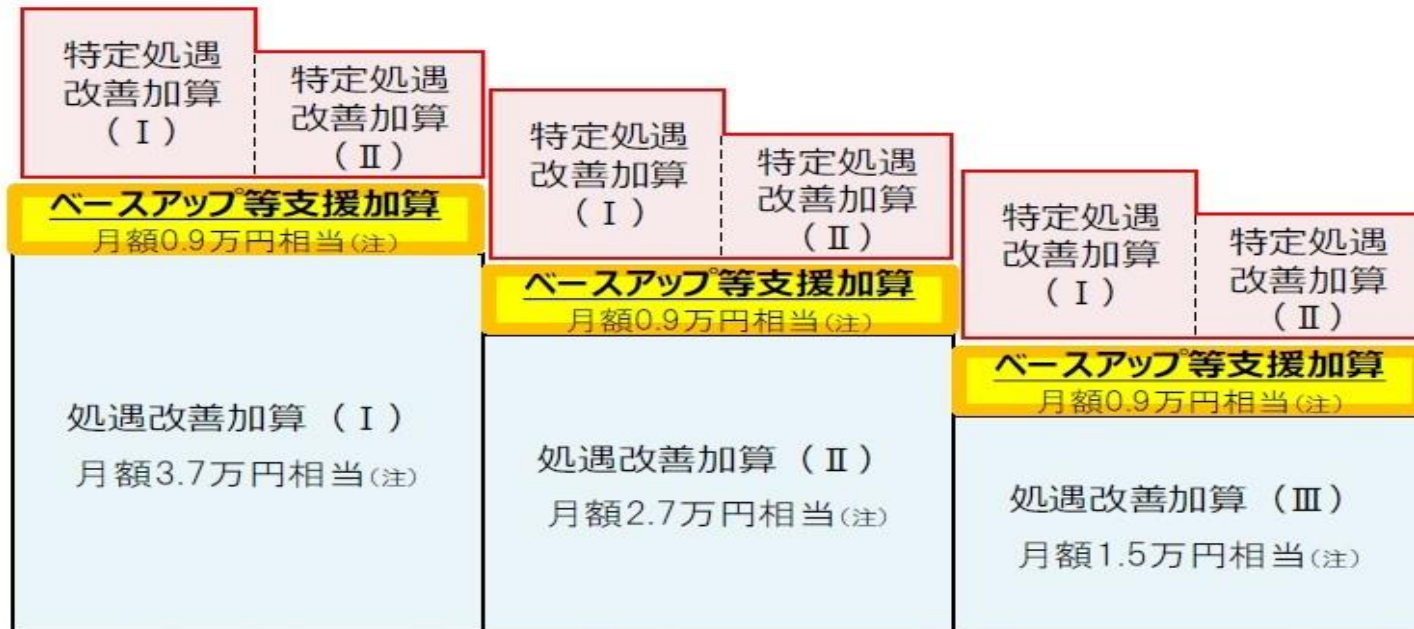 特定処遇
改善加算
（Ⅰ）
特定処遇
改善加算
（Ⅱ）
ベースアップ等支援加算
月額0.9万円相当(注)
処遇改善加算（Ⅰ）
月額3.7万円相当(注)
特定処遇
改善加算
（Ⅰ）
特定処遇
改善加算
（Ⅱ）
ベースアップ等支援加算
月額0.9万円相当(注)
処遇改善加算（Ⅱ）
月額2.7万円相当(注)
特定処遇
改善加算
（Ⅰ）
特定処遇
改善加算
（Ⅱ）
ベースアップ等支援加算
月額0.9万円相当(注)
処遇改善加算（Ⅲ）
月額1.5万円相当(注)